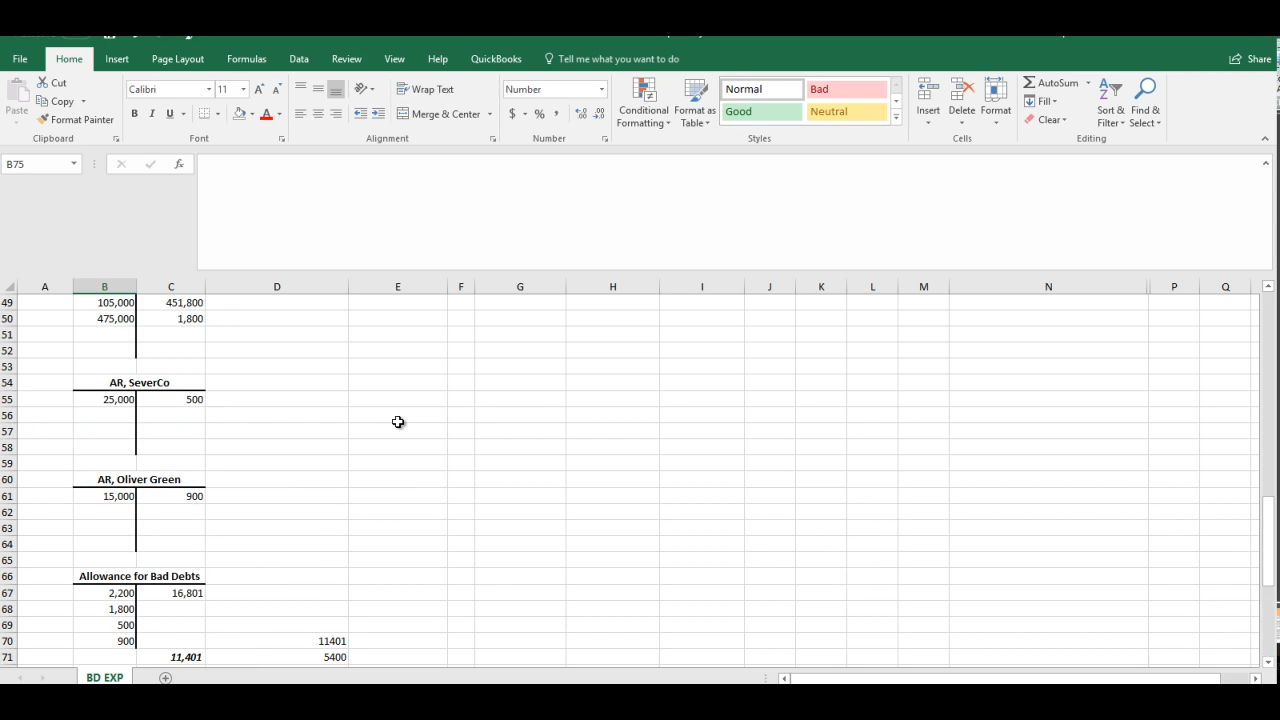 File Home Insert Page Layout Formulas Data Review View Help QuickBooks Tell me what you want to do Share
Paste
Cut
Copy
Format Painter
Clipboard
Calibri 11
B I U
Font
Wrap Text
Merge & Center
Alignment
Number
$ % ,
Number
Conditional Formatting
Format as Table
Normal Bad
Good Neutral
Styles
Insert Delete Format
Cells
AutoSum
Fill
Clear
Sort & Filter
Find & Select
Editing
B75 fx
A B C D E F G H I J K L M N P Q
49 105,000 451,800
50 475,000 1,800
51
52
53
54 AR, SeverCo
55 25,000 500
56
57
58
59
60 AR, Oliver Green
61 15,000 900
62
63
64
65
66 Allowance for Bad Debts
67 2,200 16,801
68 1,800
69 500
70 900 11401
71 11,401 5400
BD EXP